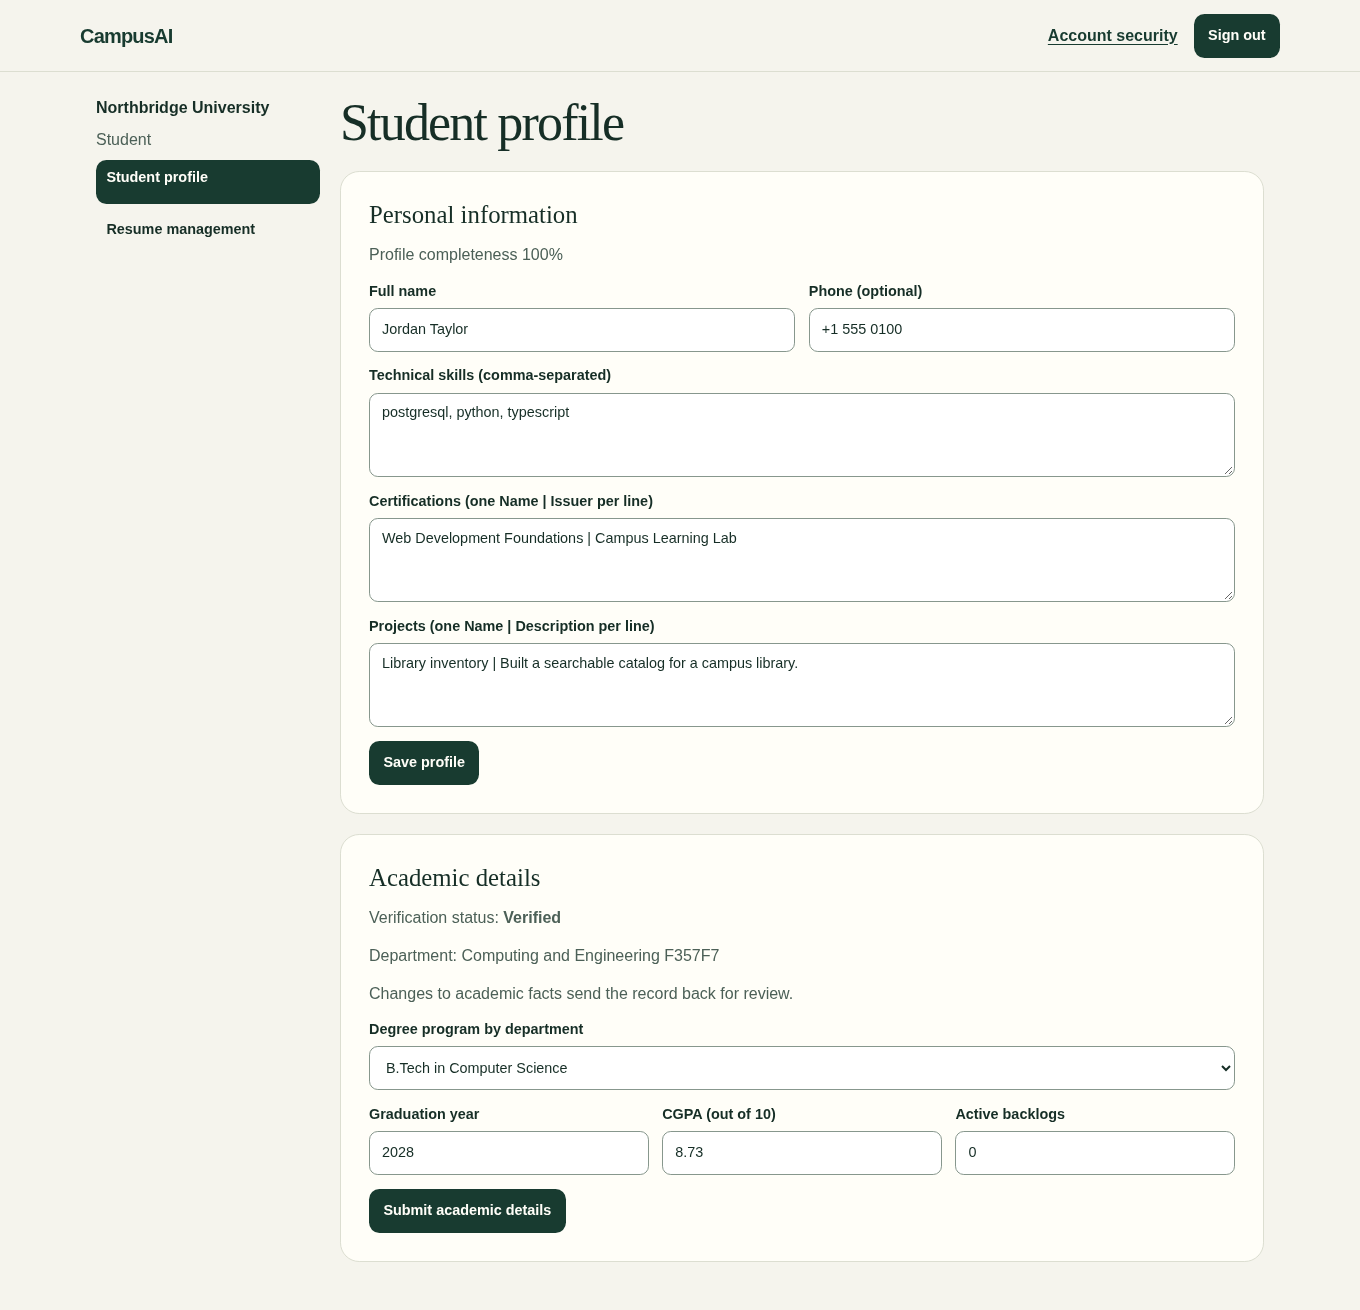 CampusAI
Account security
Sign out
Northbridge University
Student
Student profile
Resume management
Student profile
Personal information
Profile completeness 100%
Full name
Phone (optional)
Jordan Taylor
+1 555 0100
Technical skills (comma-separated)
postgresql, python, typescript
Certifications (one Name | Issuer per line)
Web Development Foundations | Campus Learning Lab
Projects (one Name | Description per line)
Library inventory | Built a searchable catalog for a campus library.
Save profile
Academic details
Verification status: Verified
Department: Computing and Engineering F357F7
Changes to academic facts send the record back for review.
Degree program by department
B.Tech in Computer Science
Graduation year
CGPA (out of 10)
Active backlogs
2028
8.73
0
Submit academic details